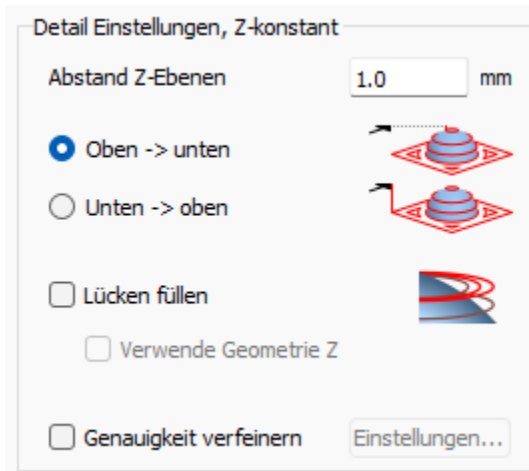 Detail Einstellungen, Z-konstant
Abstand Z-Ebenen 1.0 mm
Oben -> unten
Unten -> oben
Lücken füllen
Verwende Geometrie Z
Genauigkeit verfeinern Einstellungen...